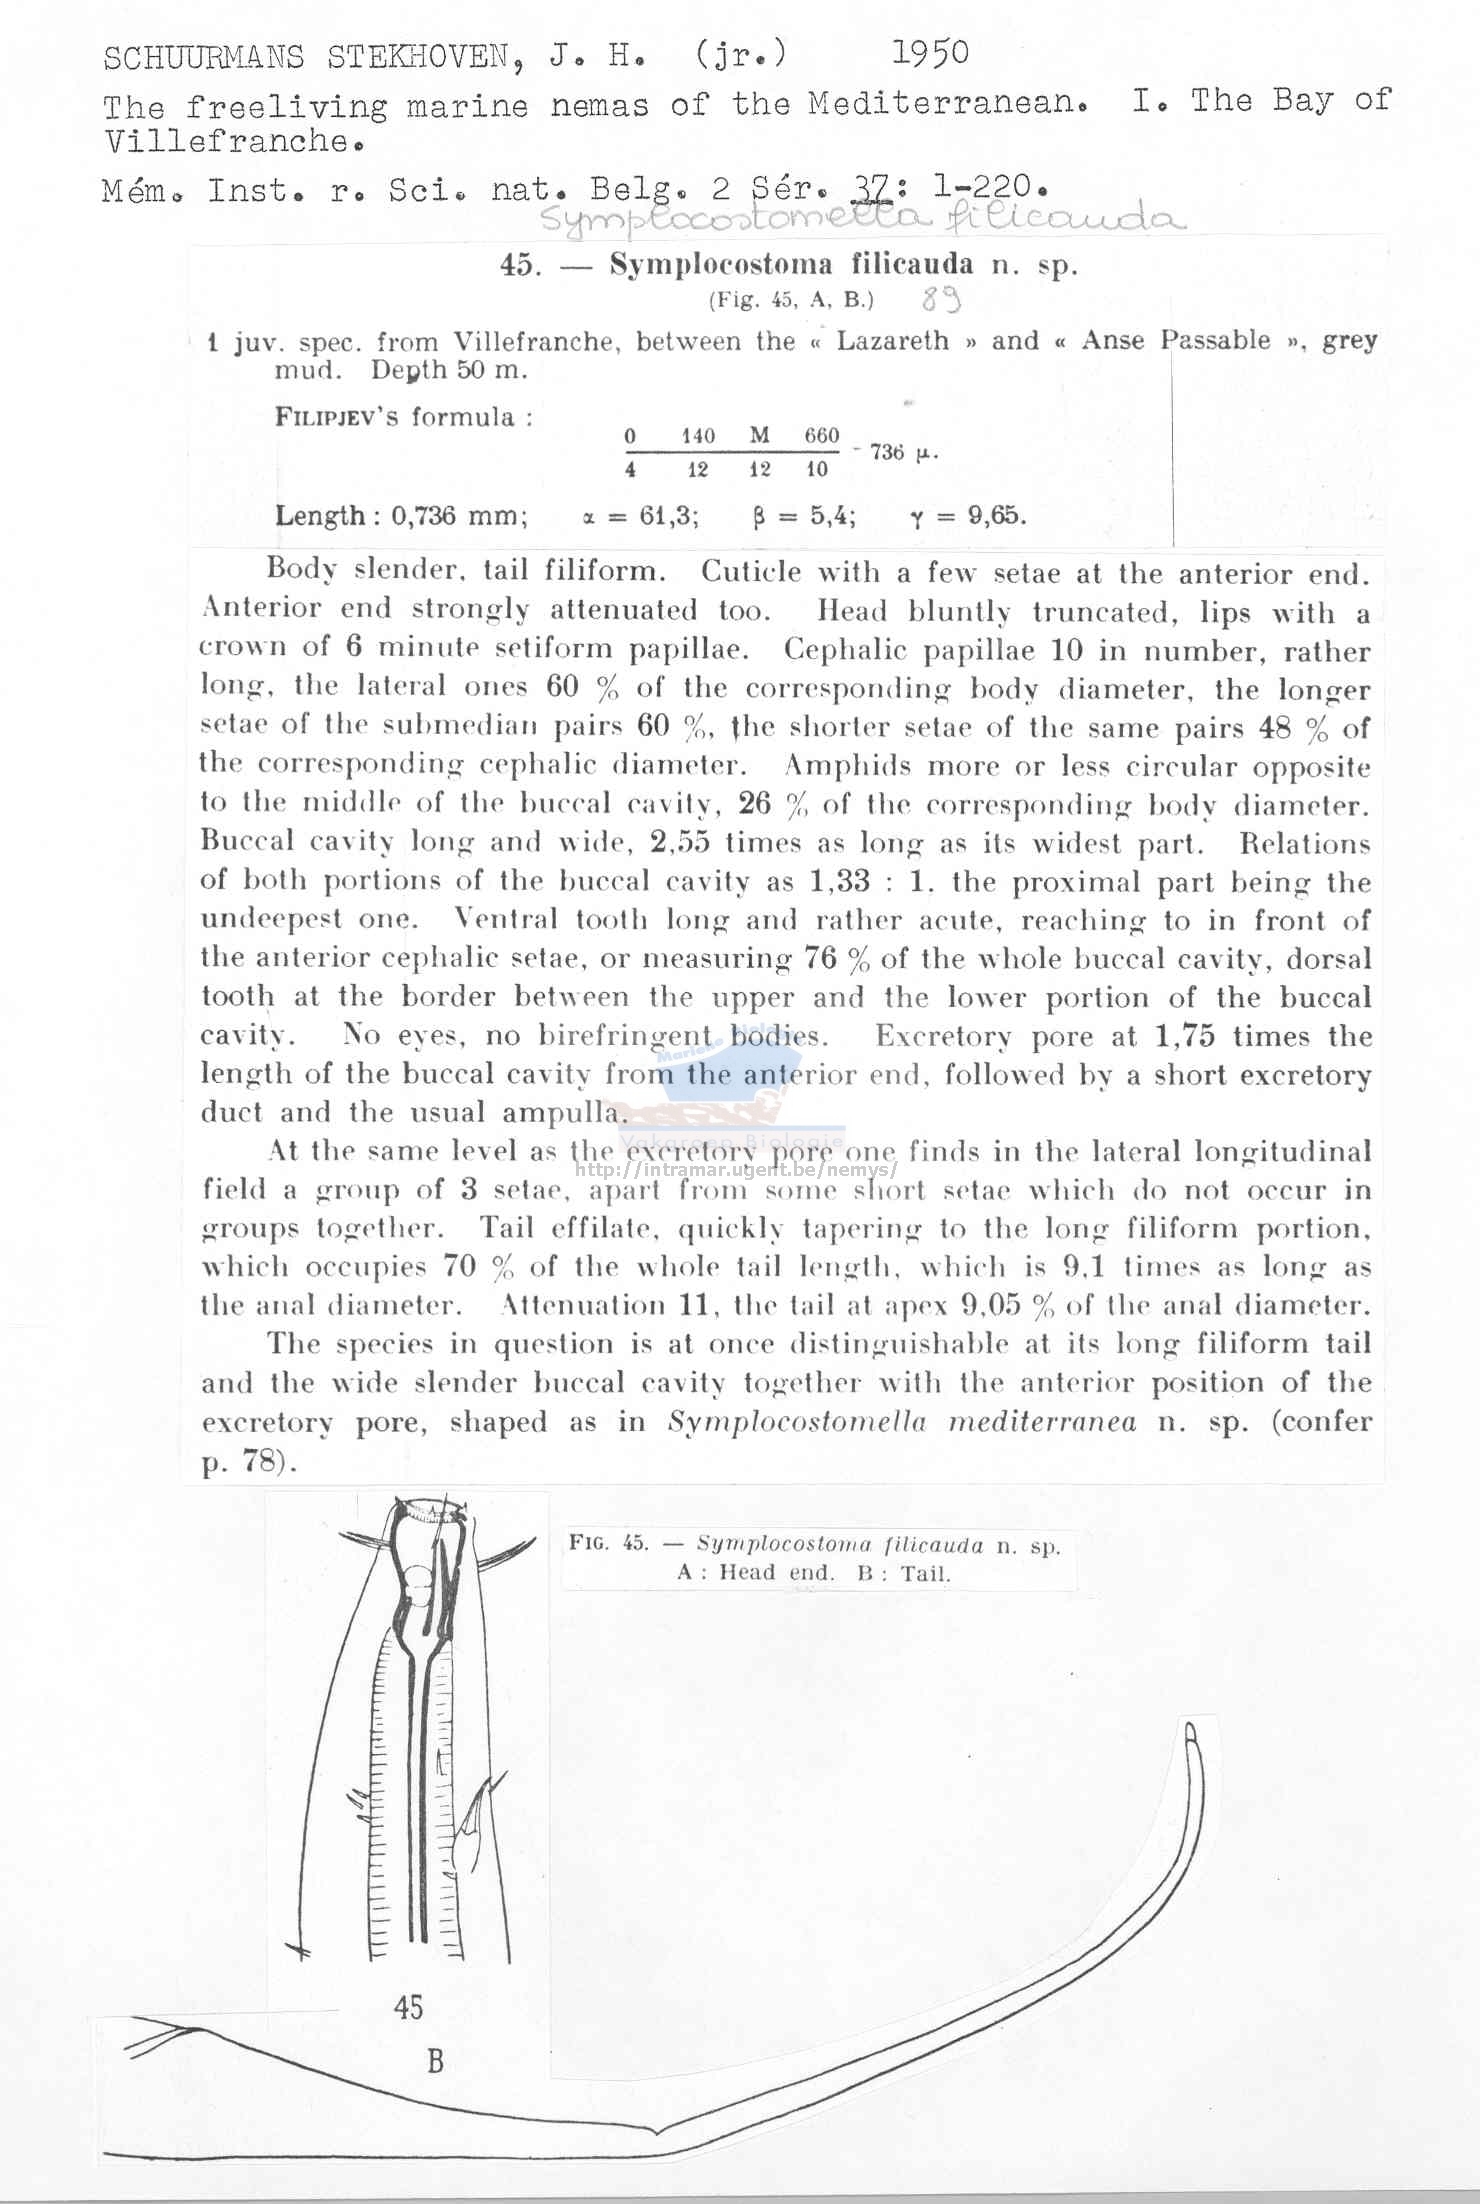 SCHUURMANS STEKHOVEN, J. H. (jr.) 1950
The freeliving marine nemas of the Mediterranean. I. The Bay of
Villefranche.
Mém. Inst. r. Sci. nat. Belg. 2 Sér. 37: 1-220.
Symplocostomella filicauda
45. — Symplocostoma filicauda n. sp.
(Fig. 45, A, B.) 89
1 juv. spec. from Villefranche, between the « Lazareth » and « Anse Passable », grey
mud. Depth 50 m.
FILIPJEV's formula :
0 140 M 660
- 736 µ.
4 12 12 10
Length : 0,736 mm; α = 61,3; β = 5,4; γ = 9,65.
Body slender, tail filiform. Cuticle with a few setae at the anterior end.
Anterior end strongly attenuated too. Head bluntly truncated, lips with a
crown of 6 minute setiform papillae. Cephalic papillae 10 in number, rather
long, the lateral ones 60 % of the corresponding body diameter, the longer
setae of the submedian pairs 60 %, the shorter setae of the same pairs 48 % of
the corresponding cephalic diameter. Amphids more or less circular opposite
to the middle of the buccal cavity, 26 % of the corresponding body diameter.
Buccal cavity long and wide, 2,55 times as long as its widest part. Relations
of both portions of the buccal cavity as 1,33 : 1. the proximal part being the
undeepest one. Ventral tooth long and rather acute, reaching to in front of
the anterior cephalic setae, or measuring 76 % of the whole buccal cavity, dorsal
tooth at the border between the upper and the lower portion of the buccal
cavity. No eyes, no birefringent bodies. Excretory pore at 1,75 times the
length of the buccal cavity from the anterior end, followed by a short excretory
duct and the usual ampulla.
Mariene Biologie
Vakgroep Biologie
http://intramar.ugent.be/nemys/
At the same level as the excretory pore one finds in the lateral longitudinal
field a group of 3 setae, apart from some short setae which do not occur in
groups together. Tail effilate, quickly tapering to the long filiform portion,
which occupies 70 % of the whole tail length, which is 9,1 times as long as
the anal diameter. Attenuation 11, the tail at apex 9,05 % of the anal diameter.
The species in question is at once distinguishable at its long filiform tail
and the wide slender buccal cavity together with the anterior position of the
excretory pore, shaped as in Symplocostomella mediterranea n. sp. (confer
p. 78).
FIG. 45. — Symplocostoma filicauda n. sp.
A : Head end. B : Tail.
45
B